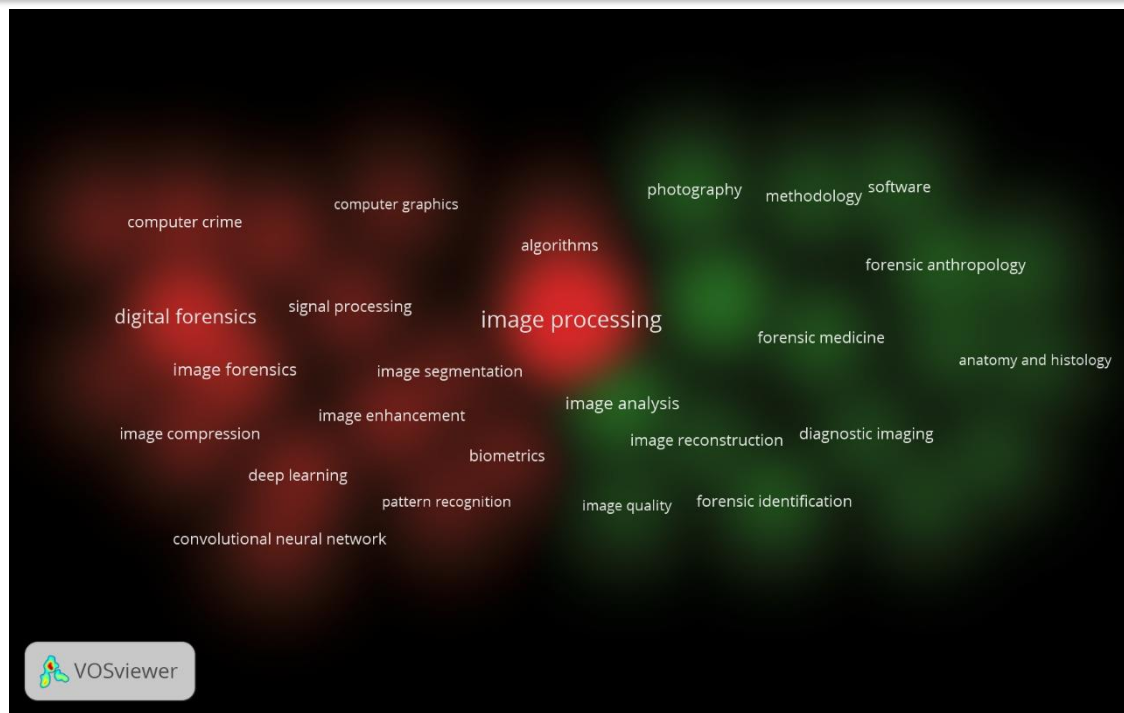 photography
methodology
software
computer graphics
computer crime
algorithms
forensic anthropology
signal processing
digital forensics
image processing
forensic medicine
anatomy and histology
image forensics
image segmentation
image analysis
image enhancement
image compression
image reconstruction
diagnostic imaging
biometrics
deep learning
pattern recognition
image quality
forensic identification
convolutional neural network
VOSviewer